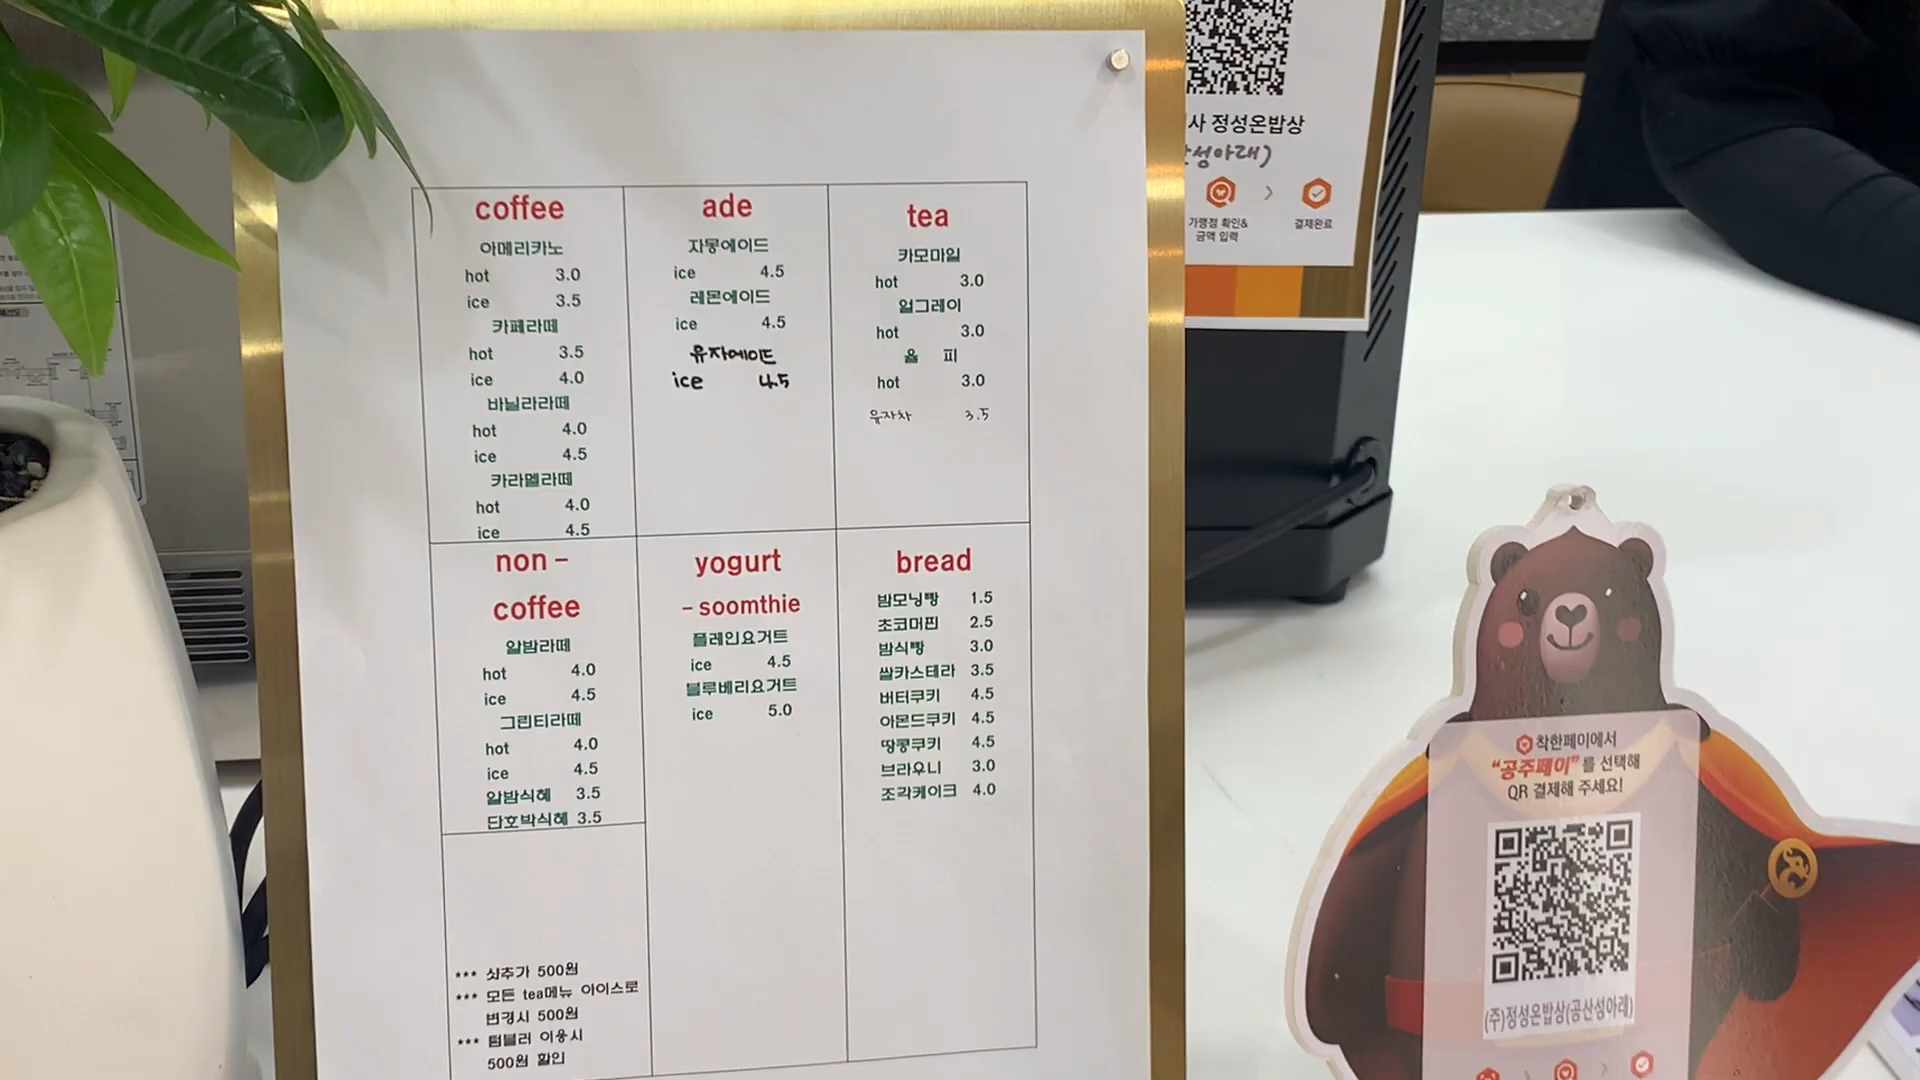 coffee
아메리카노
hot 3.0
ice 3.5
카페라떼
hot 3.5
ice 4.0
바닐라라떼
hot 4.0
ice 4.5
카라멜라떼
hot 4.0
ice 4.5
ade
자몽에이드
ice 4.5
레몬에이드
ice 4.5
유자에이드
ice 4.5
tea
카모마일
hot 3.0
얼그레이
hot 3.0
율 피
hot 3.0
유자차 3.5
non -
coffee
알밤라떼
hot 4.0
ice 4.5
그린티라떼
hot 4.0
ice 4.5
알밤식혜 3.5
단호박식혜 3.5
yogurt
- soomthie
플레인요거트
ice 4.5
블루베리요거트
ice 5.0
bread
밤모닝빵 1.5
초코머핀 2.5
밤식빵 3.0
쌀카스테라 3.5
버터쿠키 4.5
아몬드쿠키 4.5
땅콩쿠키 4.5
브라우니 3.0
조각케이크 4.0
*** 샷추가 500원
*** 모든 tea메뉴 아이스로
변경시 500원
*** 텀블러 이용시
500원 할인
사 정성온밥상
성아래)
가맹점 확인&
금액 입력
결제완료
착한페이에서
“공주페이”를 선택해
QR 결제해 주세요!
(주)정성온밥상(공산성아래)